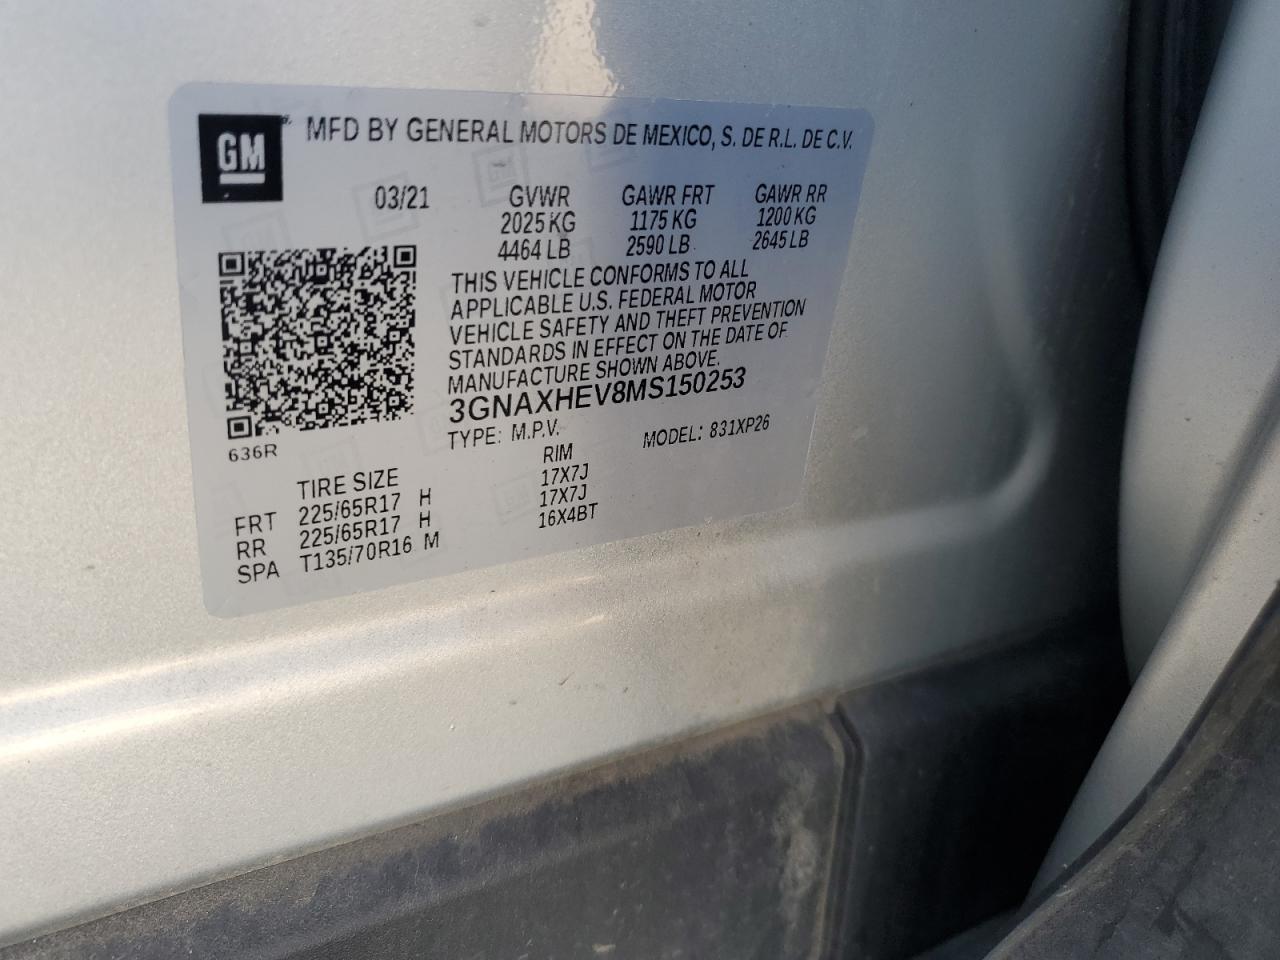 GM
MFD BY GENERAL MOTORS DE MEXICO, S. DE R.L. DE C.V.
03/21 GVWR GAWR FRT GAWR RR
2025 KG 1175 KG 1200 KG
4464 LB 2590 LB 2645 LB
THIS VEHICLE CONFORMS TO ALL
APPLICABLE U.S. FEDERAL MOTOR
VEHICLE SAFETY AND THEFT PREVENTION
STANDARDS IN EFFECT ON THE DATE OF
MANUFACTURE SHOWN ABOVE.
3GNAXHEV8MS150253
TYPE: M.P.V. MODEL: 831XP26
636R
TIRE SIZE RIM
FRT 225/65R17 H 17X7J
RR 225/65R17 H 17X7J
SPA T135/70R16 M 16X4BT